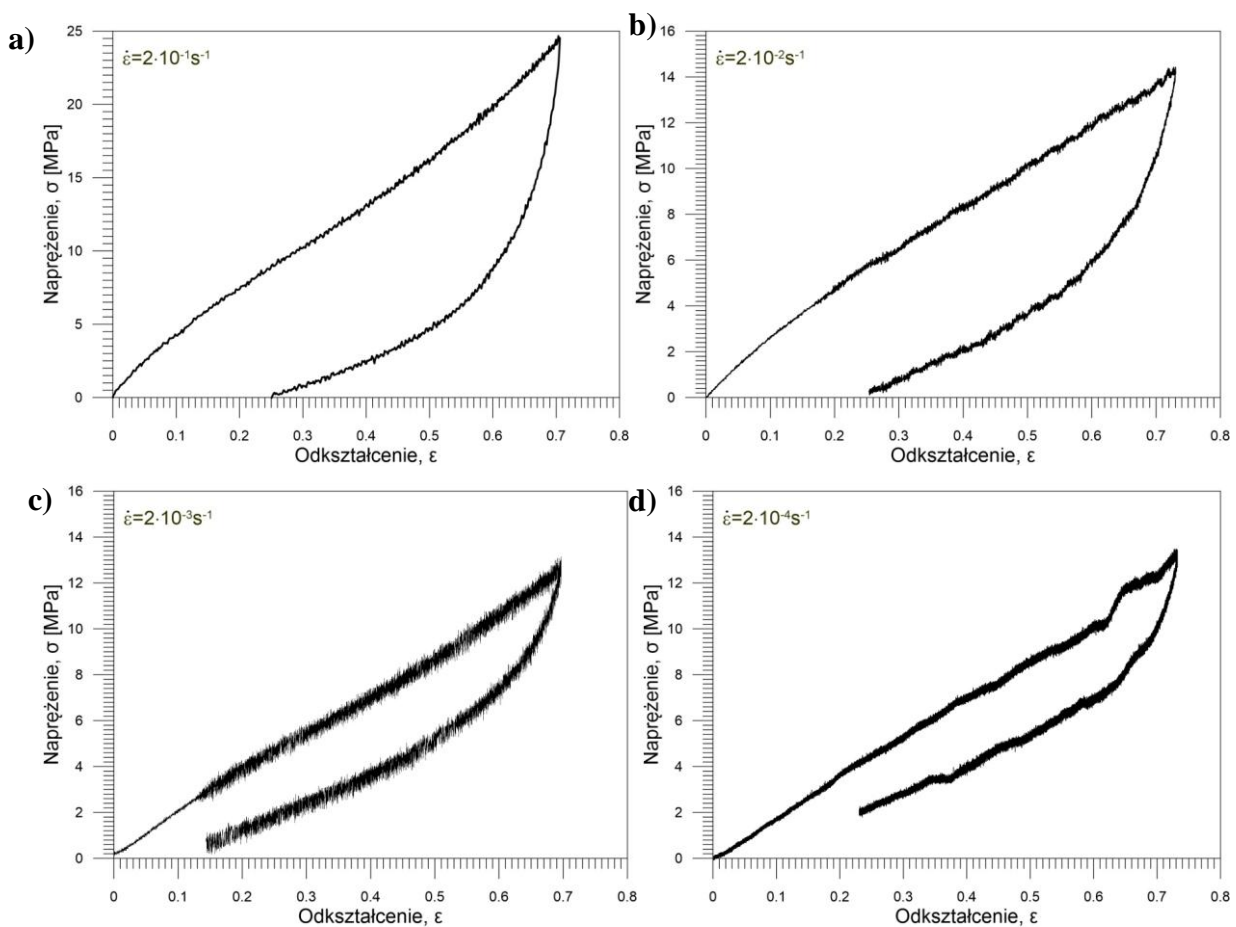 a)
ε̇=2·10⁻¹s⁻¹
25
20
15
10
5
0
Naprężenie, σ [MPa]
0 0.1 0.2 0.3 0.4 0.5 0.6 0.7 0.8
Odkształcenie, ε
b)
ε̇=2·10⁻²s⁻¹
16
14
12
10
8
6
4
2
0
Naprężenie, σ [MPa]
0 0.1 0.2 0.3 0.4 0.5 0.6 0.7 0.8
Odkształcenie, ε
c)
ε̇=2·10⁻³s⁻¹
16
14
12
10
8
6
4
2
0
Naprężenie, σ [MPa]
0 0.1 0.2 0.3 0.4 0.5 0.6 0.7 0.8
Odkształcenie, ε
d)
ε̇=2·10⁻⁴s⁻¹
16
14
12
10
8
6
4
2
0
Naprężenie, σ [MPa]
0 0.1 0.2 0.3 0.4 0.5 0.6 0.7 0.8
Odkształcenie, ε